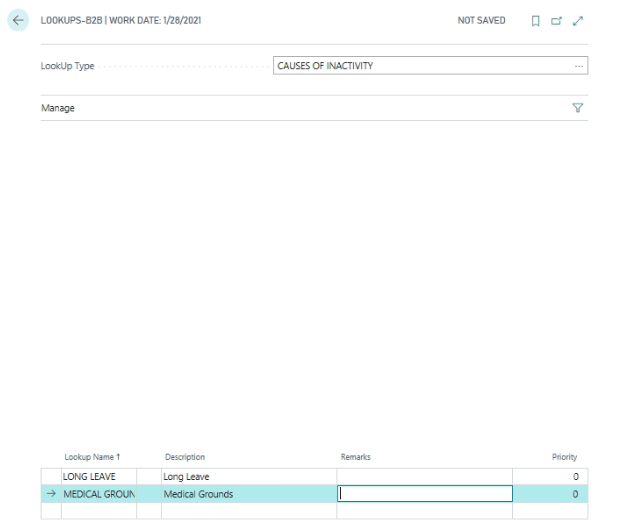 LOOKUPS-B2B | WORK DATE: 1/28/2021 NOT SAVED
LookUp Type CAUSES OF INACTIVITY ...
Manage
Lookup Name ↑ Description Remarks Priority
LONG LEAVE Long Leave 0
→ MEDICAL GROUN Medical Grounds 0